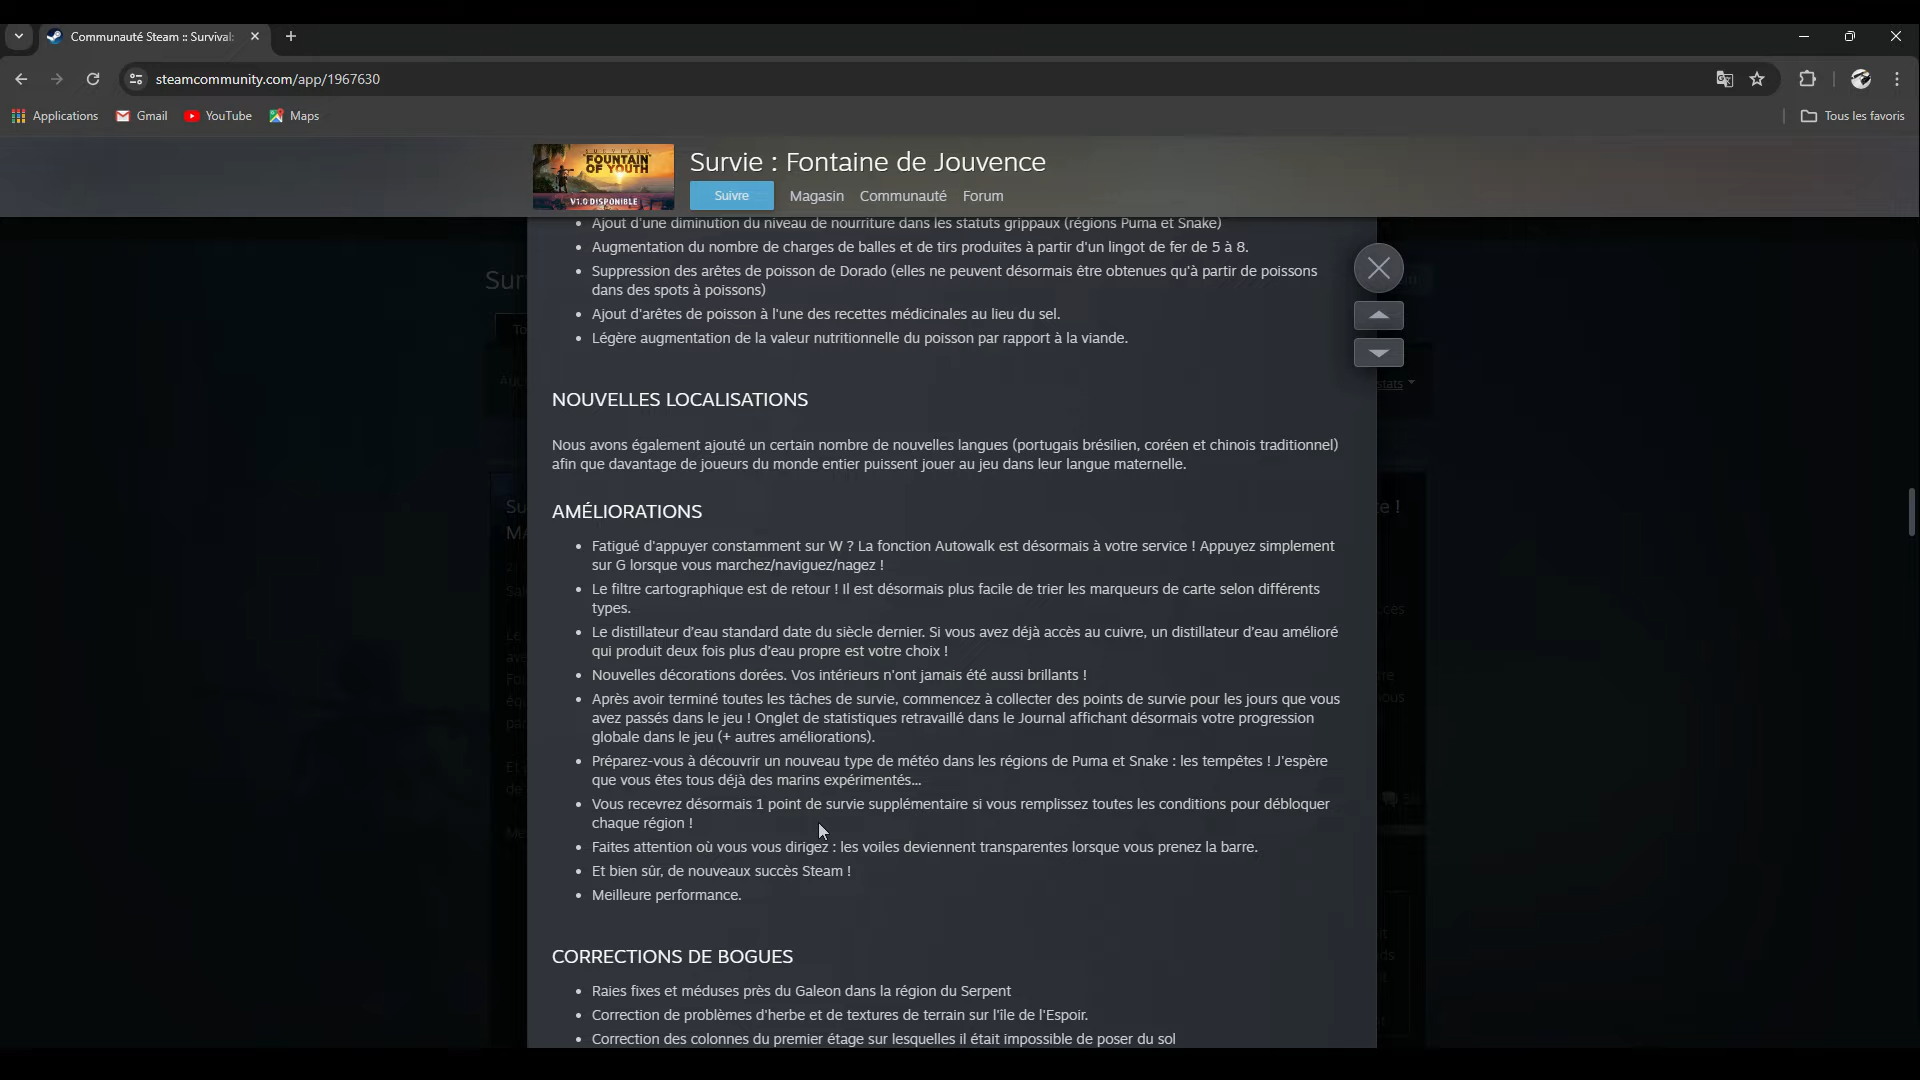 Communauté Steam :: Survival:
steamcommunity.com/app/1967630
Applications
Gmail
YouTube
Maps
Tous les favoris
SURVIVAL
FOUNTAIN
OF YOUTH
V1.0 DISPONIBLE
Survie : Fontaine de Jouvence
Suivre
Magasin
Communauté
Forum
• Ajout d'une diminution du niveau de nourriture dans les statuts grippaux (régions Puma et Snake)
• Augmentation du nombre de charges de balles et de tirs produites à partir d'un lingot de fer de 5 à 8.
• Suppression des arêtes de poisson de Dorado (elles ne peuvent désormais être obtenues qu'à partir de poissons
dans des spots à poissons)
• Ajout d'arêtes de poisson à l'une des recettes médicinales au lieu du sel.
• Légère augmentation de la valeur nutritionnelle du poisson par rapport à la viande.
NOUVELLES LOCALISATIONS
Nous avons également ajouté un certain nombre de nouvelles langues (portugais brésilien, coréen et chinois traditionnel)
afin que davantage de joueurs du monde entier puissent jouer au jeu dans leur langue maternelle.
AMÉLIORATIONS
• Fatigué d'appuyer constamment sur W ? La fonction Autowalk est désormais à votre service ! Appuyez simplement
sur G lorsque vous marchez/naviguez/nagez !
• Le filtre cartographique est de retour ! Il est désormais plus facile de trier les marqueurs de carte selon différents
types.
• Le distillateur d'eau standard date du siècle dernier. Si vous avez déjà accès au cuivre, un distillateur d'eau amélioré
qui produit deux fois plus d'eau propre est votre choix !
• Nouvelles décorations dorées. Vos intérieurs n'ont jamais été aussi brillants !
• Après avoir terminé toutes les tâches de survie, commencez à collecter des points de survie pour les jours que vous
avez passés dans le jeu ! Onglet de statistiques retravaillé dans le Journal affichant désormais votre progression
globale dans le jeu (+ autres améliorations).
• Préparez-vous à découvrir un nouveau type de météo dans les régions de Puma et Snake : les tempêtes ! J'espère
que vous êtes tous déjà des marins expérimentés...
• Vous recevrez désormais 1 point de survie supplémentaire si vous remplissez toutes les conditions pour débloquer
chaque région !
• Faites attention où vous vous dirigez : les voiles deviennent transparentes lorsque vous prenez la barre.
• Et bien sûr, de nouveaux succès Steam !
• Meilleure performance.
CORRECTIONS DE BOGUES
• Raies fixes et méduses près du Galeon dans la région du Serpent
• Correction de problèmes d'herbe et de textures de terrain sur l'île de l'Espoir.
• Correction des colonnes du premier étage sur lesquelles il était impossible de poser du sol